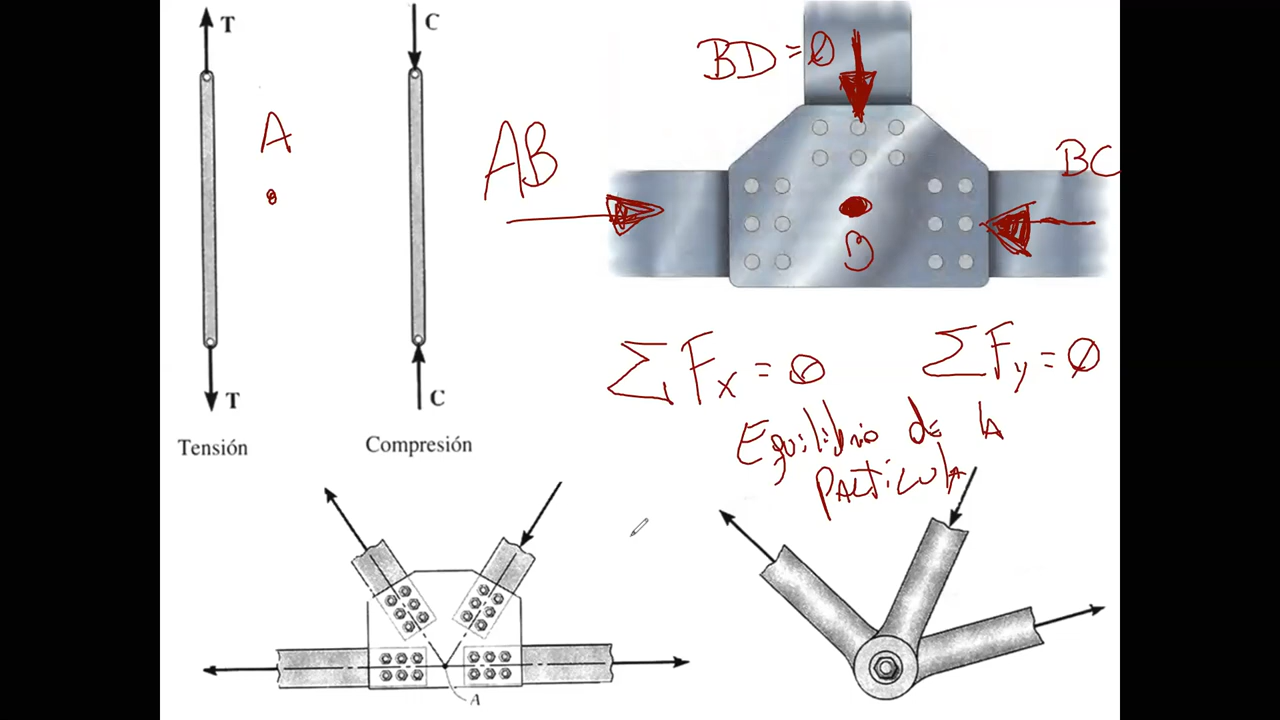 T
C
A
T
C
Tensión
Compresión
BD = 0
AB
BC
B
ΣFx = 0
ΣFy = 0
Equilibrio de la
partícula
A